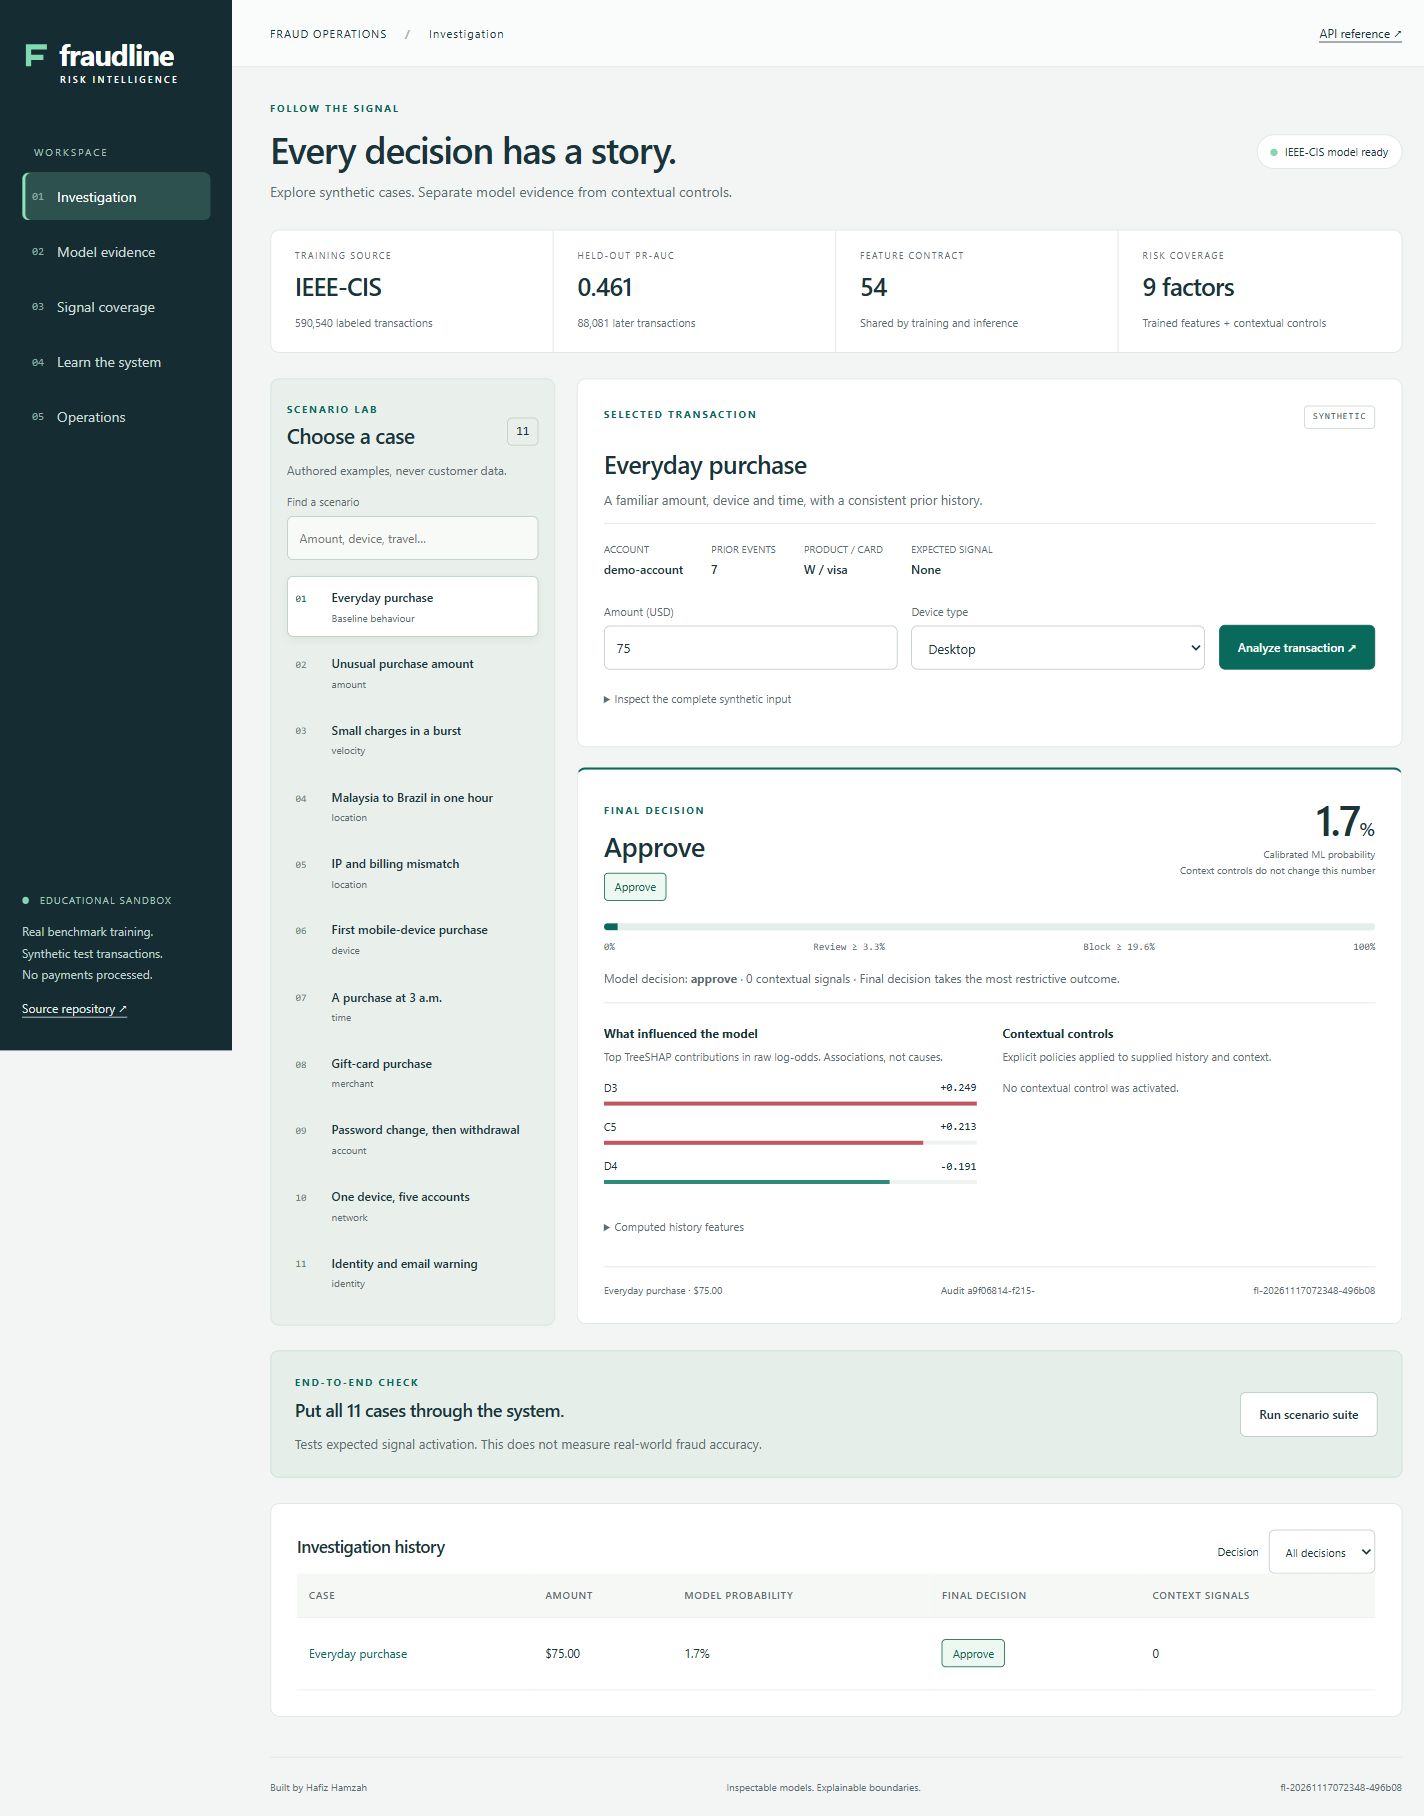 fraudline
RISK INTELLIGENCE
WORKSPACE
01 Investigation
02 Model evidence
03 Signal coverage
04 Learn the system
05 Operations
EDUCATIONAL SANDBOX
Real benchmark training.
Synthetic test transactions.
No payments processed.
Source repository ↗
FRAUD OPERATIONS / Investigation
API reference ↗
FOLLOW THE SIGNAL
Every decision has a story.
Explore synthetic cases. Separate model evidence from contextual controls.
IEEE-CIS model ready
TRAINING SOURCE
IEEE-CIS
590,540 labeled transactions
HELD-OUT PR-AUC
0.461
88,081 later transactions
FEATURE CONTRACT
54
Shared by training and inference
RISK COVERAGE
9 factors
Trained features + contextual controls
SCENARIO LAB
Choose a case
11
Authored examples, never customer data.
Find a scenario
Amount, device, travel...
01 Everyday purchase
Baseline behaviour
02 Unusual purchase amount
amount
03 Small charges in a burst
velocity
04 Malaysia to Brazil in one hour
location
05 IP and billing mismatch
location
06 First mobile-device purchase
device
07 A purchase at 3 a.m.
time
08 Gift-card purchase
merchant
09 Password change, then withdrawal
account
10 One device, five accounts
network
11 Identity and email warning
identity
SELECTED TRANSACTION
SYNTHETIC
Everyday purchase
A familiar amount, device and time, with a consistent prior history.
ACCOUNT PRIOR EVENTS PRODUCT / CARD EXPECTED SIGNAL
demo-account 7 W / visa None
Amount (USD) Device type
75 Desktop Analyze transaction ↗
▶ Inspect the complete synthetic input
FINAL DECISION
Approve
Approve
1.7%
Calibrated ML probability
Context controls do not change this number
0% Review ≥ 3.3% Block ≥ 19.6% 100%
Model decision: approve · 0 contextual signals · Final decision takes the most restrictive outcome.
What influenced the model
Top TreeSHAP contributions in raw log-odds. Associations, not causes.
D3 +0.249
C5 +0.213
D4 -0.191
Contextual controls
Explicit policies applied to supplied history and context.
No contextual control was activated.
▶ Computed history features
Everyday purchase · $75.00 Audit a9f06814-f215- fl-20261117072348-496b08
END-TO-END CHECK
Put all 11 cases through the system.
Tests expected signal activation. This does not measure real-world fraud accuracy.
Run scenario suite
Investigation history
Decision All decisions
CASE AMOUNT MODEL PROBABILITY FINAL DECISION CONTEXT SIGNALS
Everyday purchase $75.00 1.7% Approve 0
Built by Hafiz Hamzah Inspectable models. Explainable boundaries. fl-20261117072348-496b08